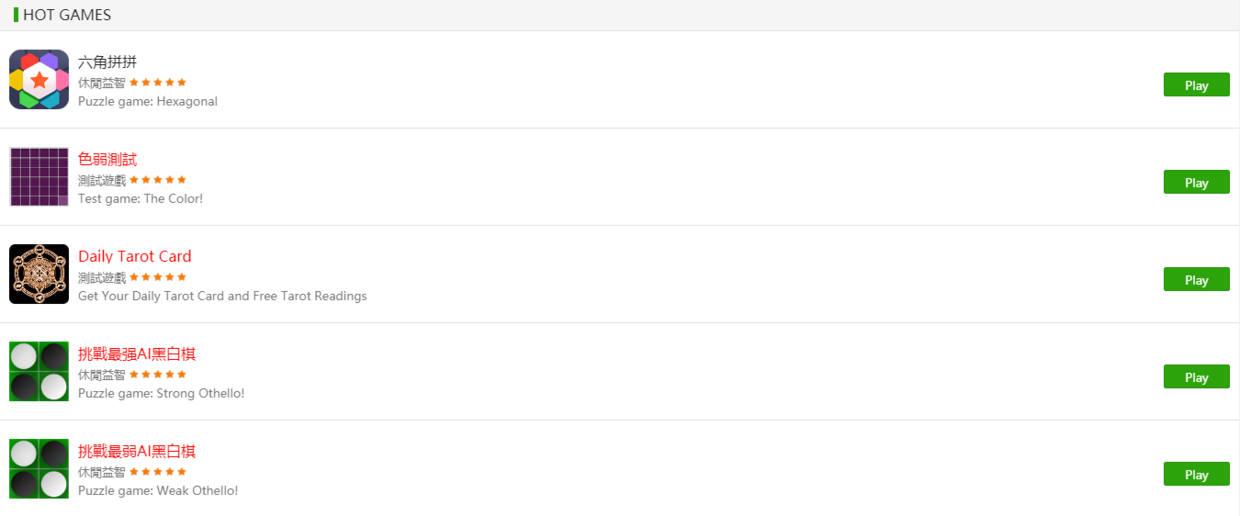 HOT GAMES
六角拼拼
休閒益智
Puzzle game: Hexagonal
Play
色弱測試
測試遊戲
Test game: The Color!
Play
Daily Tarot Card
測試遊戲
Get Your Daily Tarot Card and Free Tarot Readings
Play
挑戰最强AI黑白棋
休閒益智
Puzzle game: Strong Othello!
Play
挑戰最弱AI黑白棋
休閒益智
Puzzle game: Weak Othello!
Play